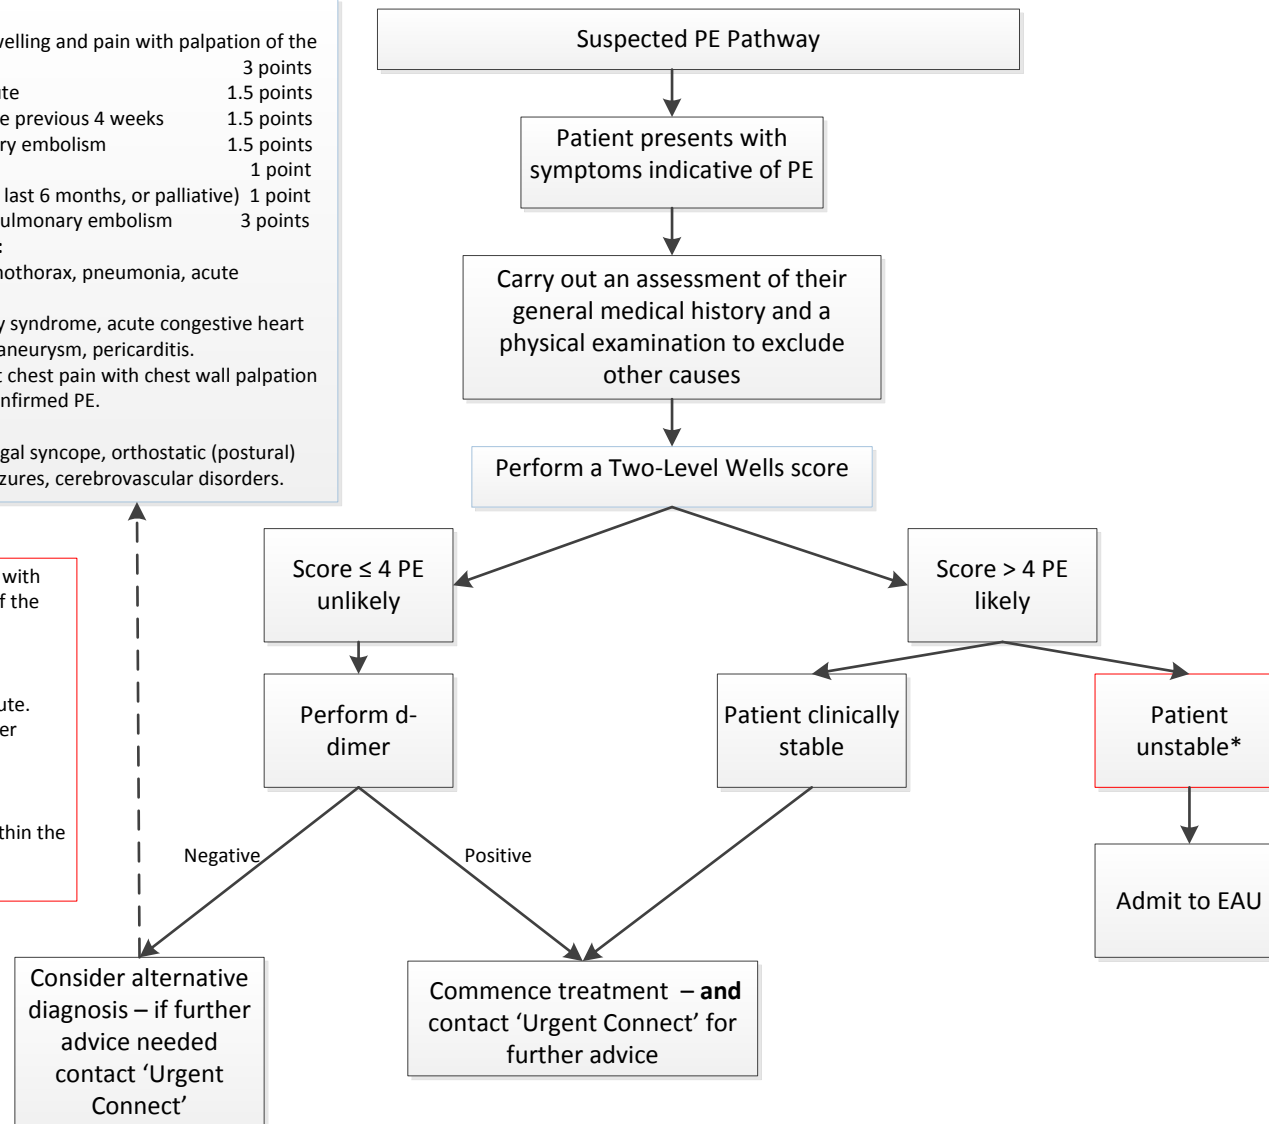 velling and pain with palpation of the
3 points
ute 1.5 points
e previous 4 weeks 1.5 points
ry embolism 1.5 points
1 point
last 6 months, or palliative) 1 point
ulmonary embolism 3 points
:
nothorax, pneumonia, acute
y syndrome, acute congestive heart
aneurysm, pericarditis.
t chest pain with chest wall palpation
nfirmed PE.
gal syncope, orthostatic (postural)
izures, cerebrovascular disorders.
with
f the
ute.
er
thin the
Suspected PE Pathway
Patient presents with
symptoms indicative of PE
Carry out an assessment of their
general medical history and a
physical examination to exclude
other causes
Perform a Two-Level Wells score
Score ≤ 4 PE
unlikely
Score > 4 PE
likely
Perform d-
dimer
Patient clinically
stable
Patient
unstable*
Negative
Positive
Admit to EAU
Consider alternative
diagnosis – if further
advice needed
contact ‘Urgent
Connect’
Commence treatment – and
contact ‘Urgent Connect’ for
further advice